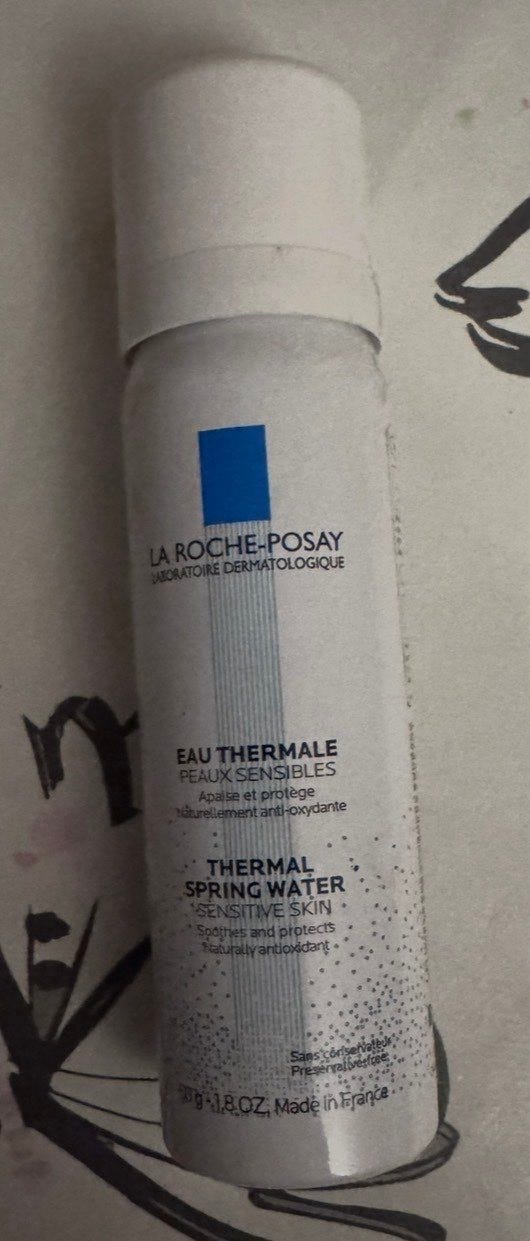 LA ROCHE-POSAY
LABORATOIRE DERMATOLOGIQUE
EAU THERMALE
PEAUX SENSIBLES
Apaise et protège
Naturellement anti-oxydante
THERMAL
SPRING WATER
SENSITIVE SKIN
Soothes and protects
Naturally antioxidant
Sans conservateur
Preservative-free
g - 1.8 OZ. Made in France
m